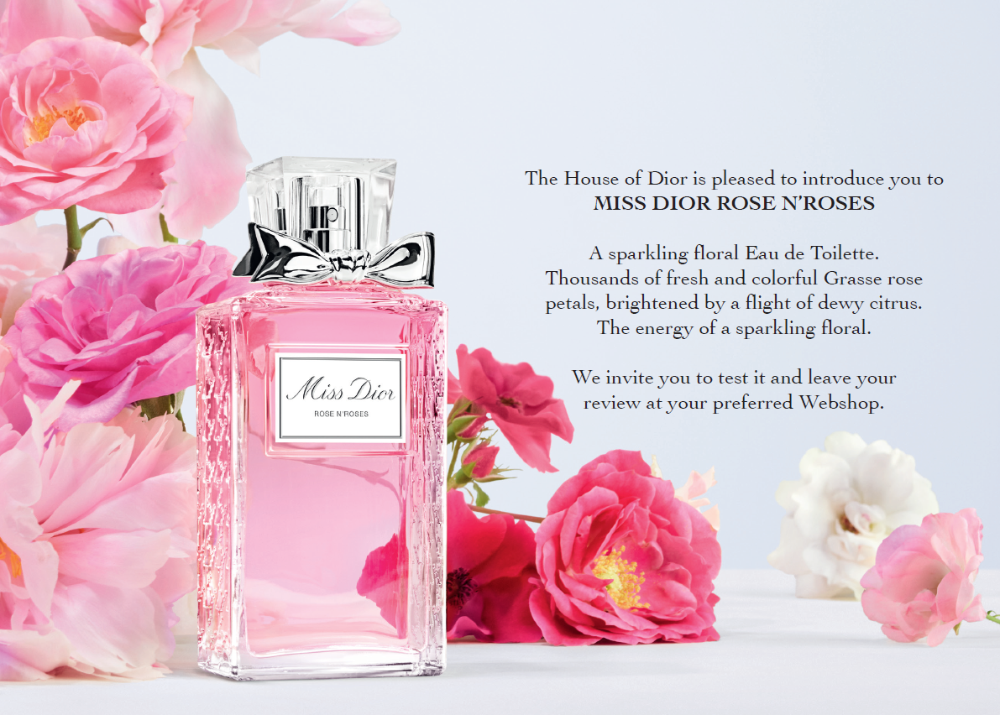 The House of Dior is pleased to introduce you to
MISS DIOR ROSE N'ROSES
A sparkling floral Eau de Toilette.
Thousands of fresh and colorful Grasse rose
petals, brightened by a flight of dewy citrus.
The energy of a sparkling floral.
We invite you to test it and leave your
review at your preferred Webshop.
Miss Dior
ROSE N'ROSES